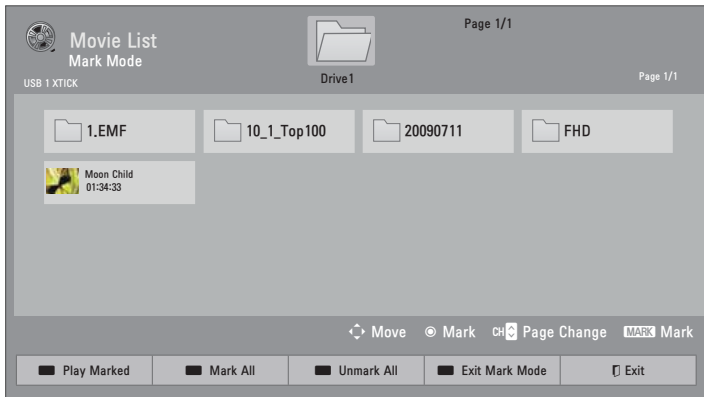 Movie List
Mark Mode
USB 1 XTICK
Drive1
Page 1/1
Page 1/1
1.EMF
10_1_Top100
20090711
FHD
Moon Child
01:34:33
Move Mark CH Page Change MARK Mark
Play Marked Mark All Unmark All Exit Mark Mode Exit